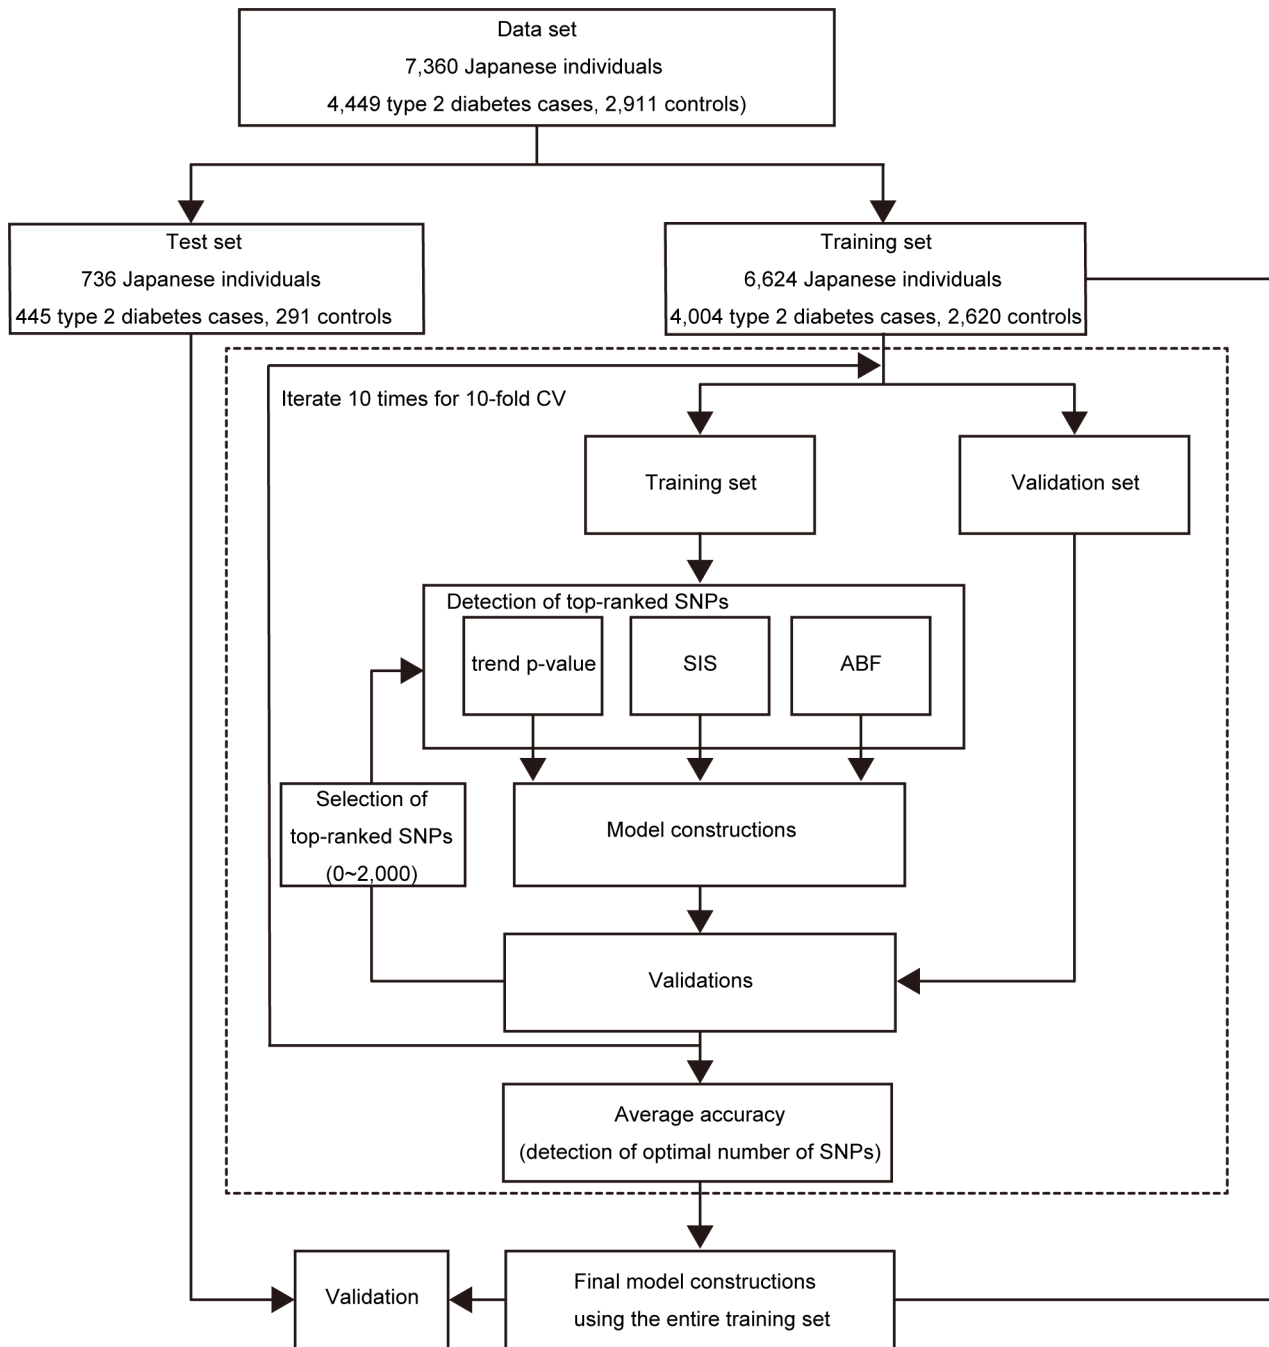 Data set
7,360 Japanese individuals
4,449 type 2 diabetes cases, 2,911 controls)
Test set
736 Japanese individuals
445 type 2 diabetes cases, 291 controls
Training set
6,624 Japanese individuals
4,004 type 2 diabetes cases, 2,620 controls
Iterate 10 times for 10-fold CV
Training set
Validation set
Detection of top-ranked SNPs
trend p-value
SIS
ABF
Selection of
top-ranked SNPs
(0~2,000)
Model constructions
Validations
Average accuracy
(detection of optimal number of SNPs)
Validation
Final model constructions
using the entire training set